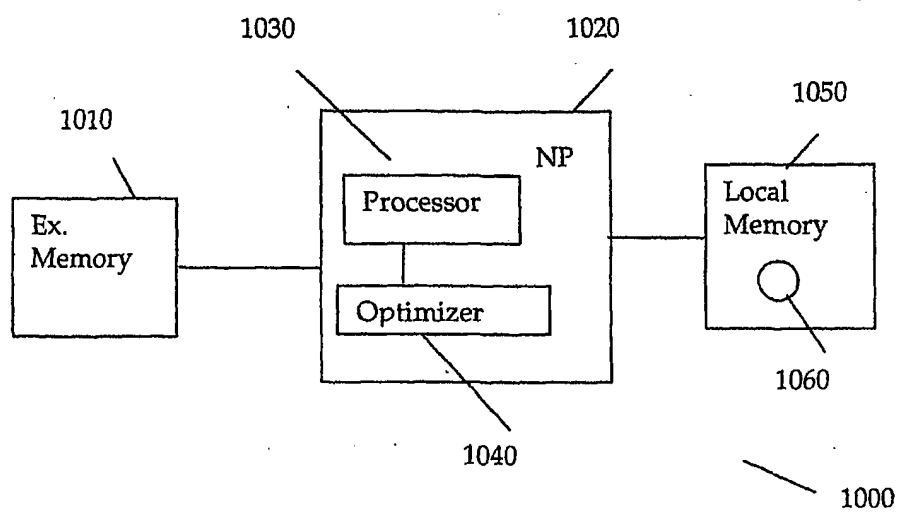 1030
1020
1050
1010
NP
Processor
Local
Memory
Ex.
Memory
Optimizer
1060
1040
1000